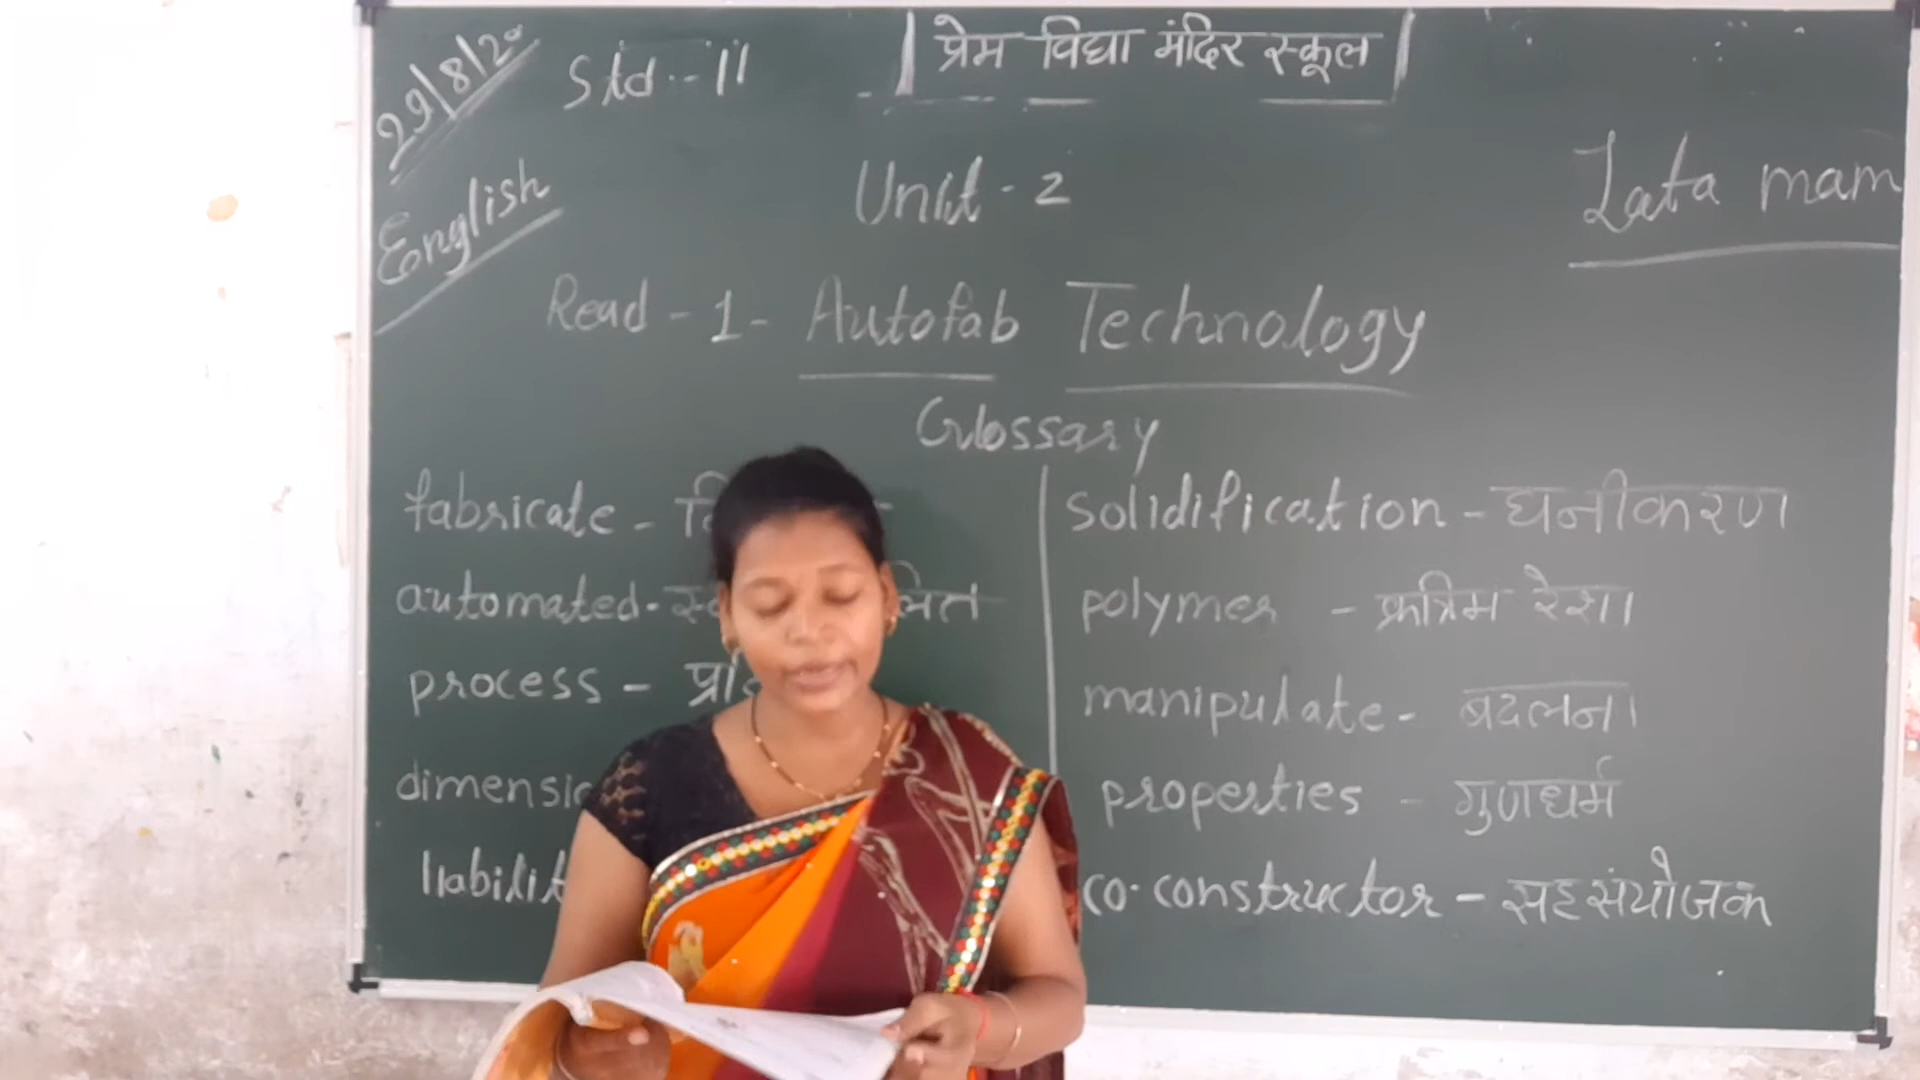 29/8/20
Std - 11
प्रेम विद्या मंदिर स्कूल
English
Unit - 2
Lata mam
Read - 1 - Autofab Technology
Glossary
fabricate -
automated -
process -
solidification - घनीकरण
polymer - क्रत्रिम रेशा
manipulate - बदलना
properties - गुणधर्म
co-constructor - सहसंयोजक